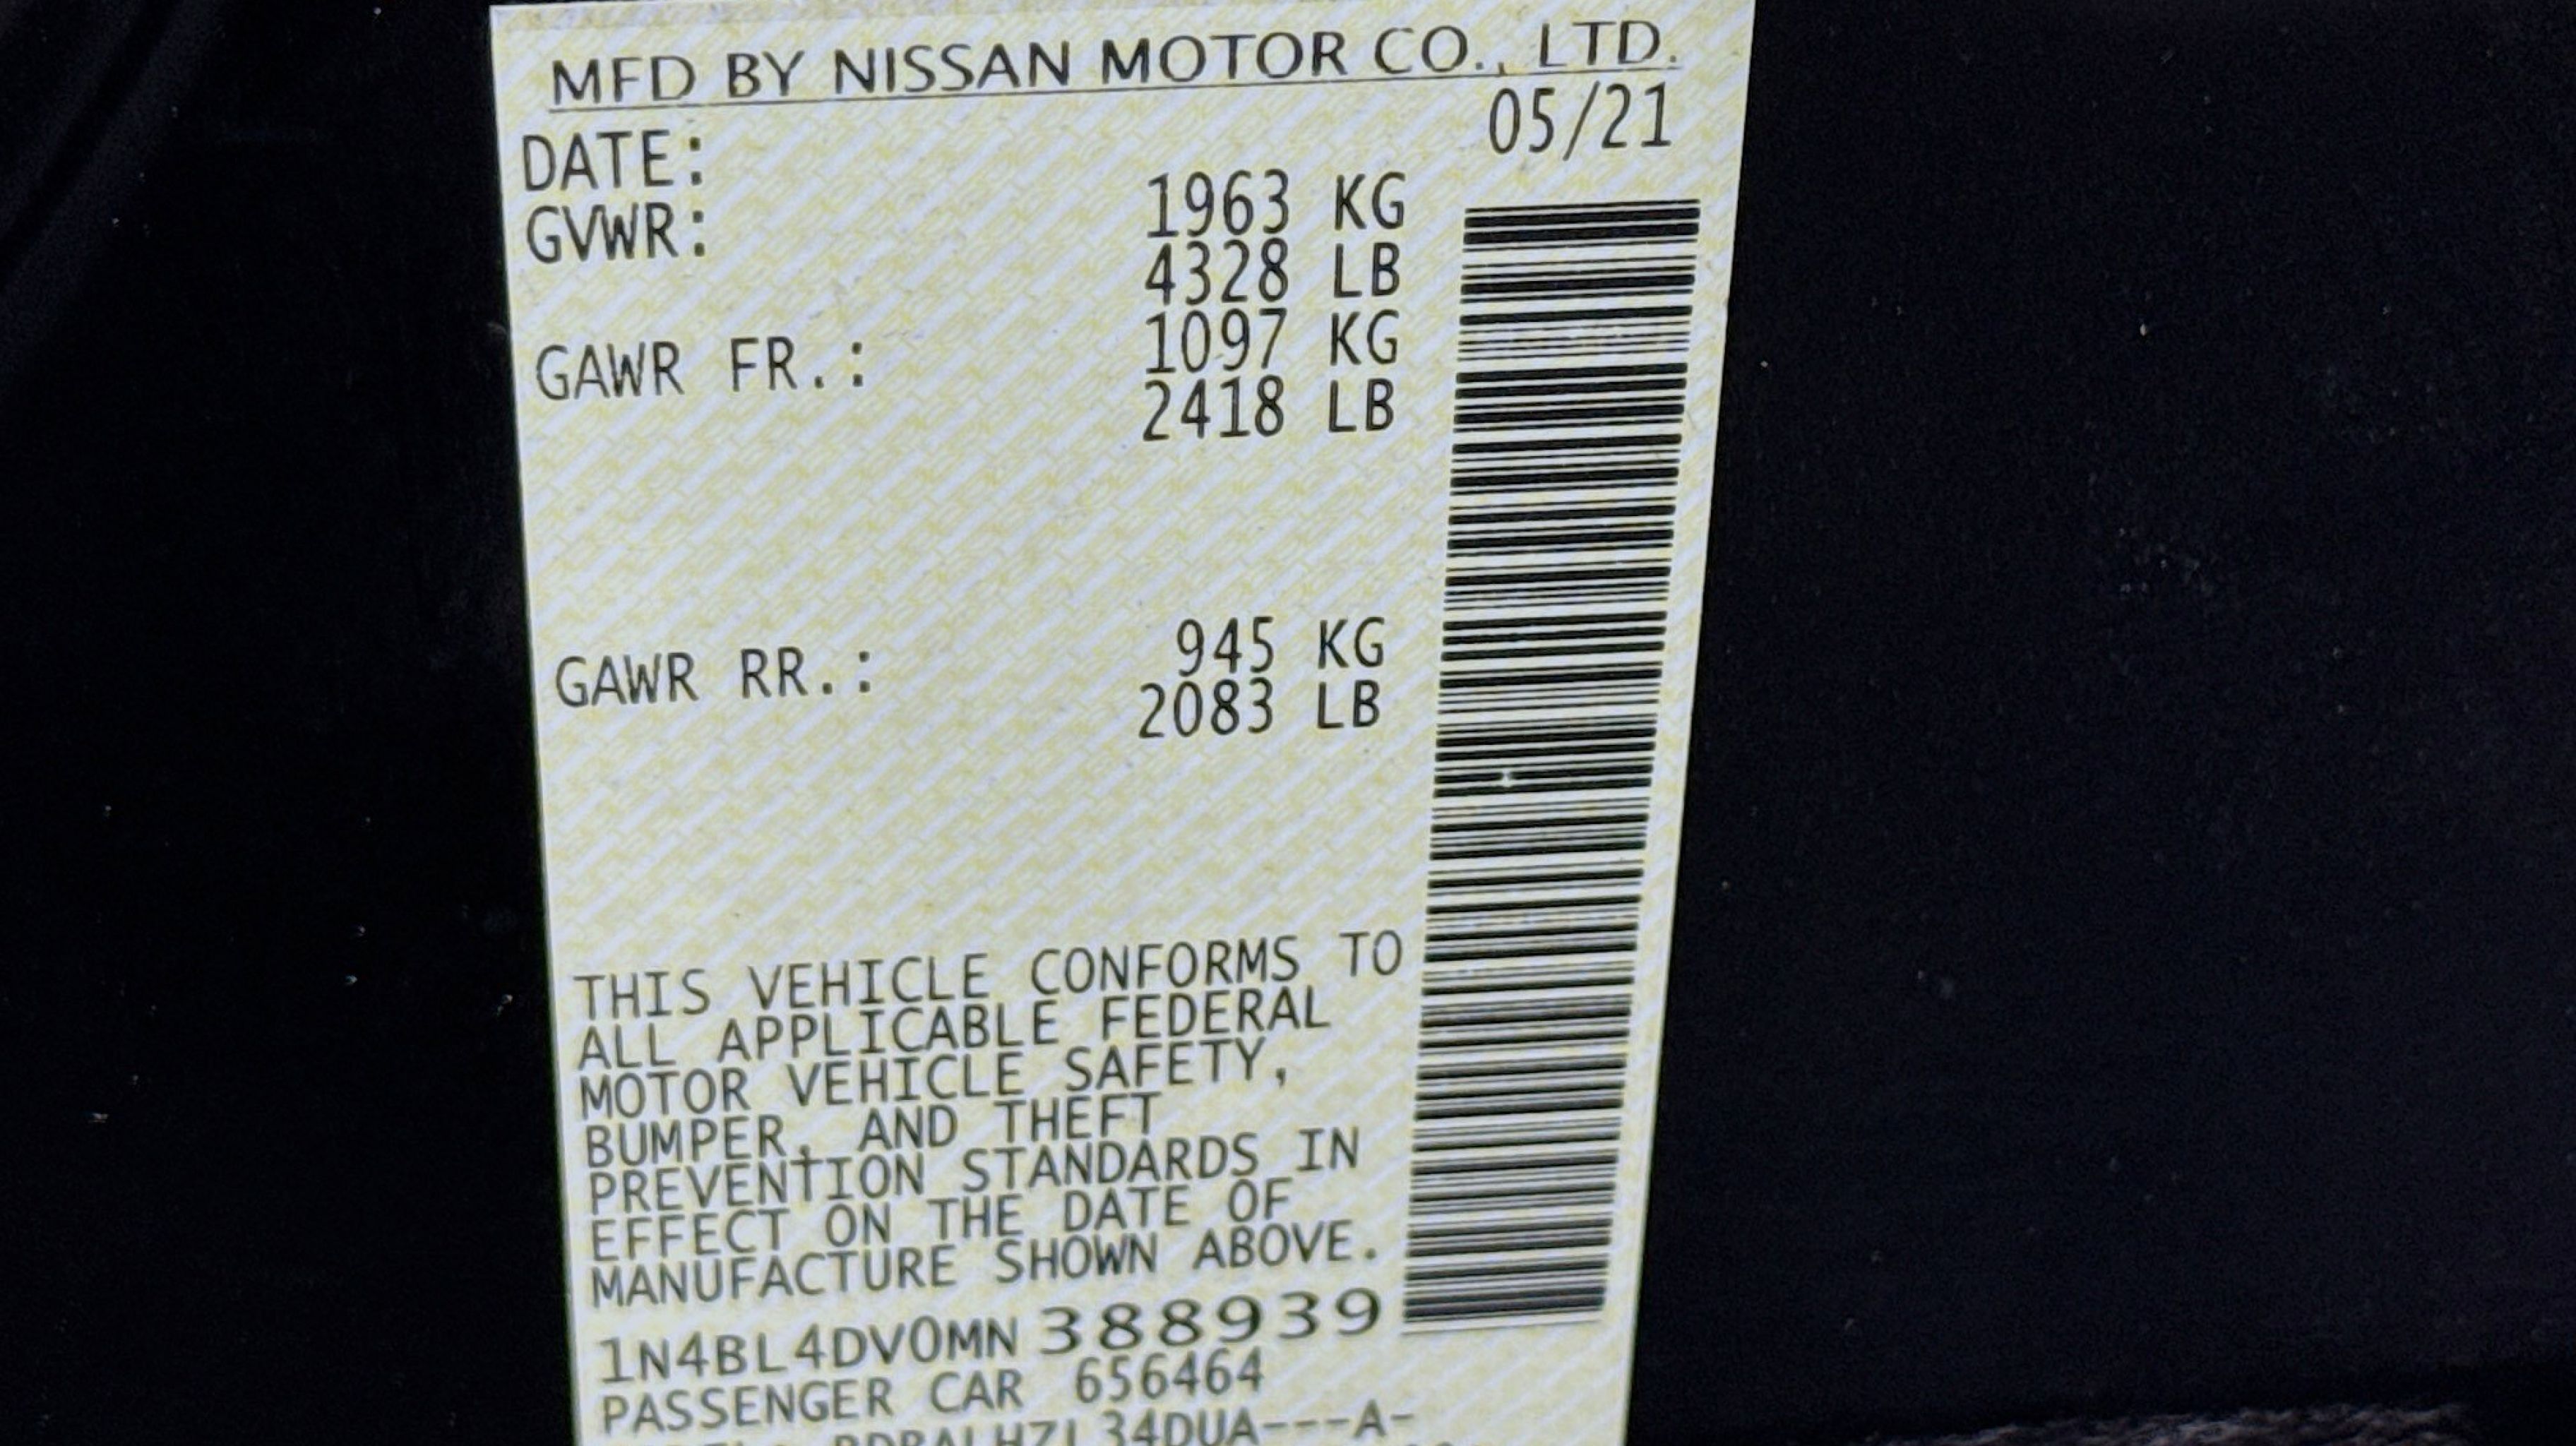 MFD BY NISSAN MOTOR CO., LTD.
DATE: 05/21
GVWR: 1963 KG
4328 LB
GAWR FR.: 1097 KG
2418 LB
GAWR RR.: 945 KG
2083 LB
THIS VEHICLE CONFORMS TO
ALL APPLICABLE FEDERAL
MOTOR VEHICLE SAFETY,
BUMPER, AND THEFT
PREVENTION STANDARDS IN
EFFECT ON THE DATE OF
MANUFACTURE SHOWN ABOVE.
1N4BL4DV0MN388939
PASSENGER CAR 656464